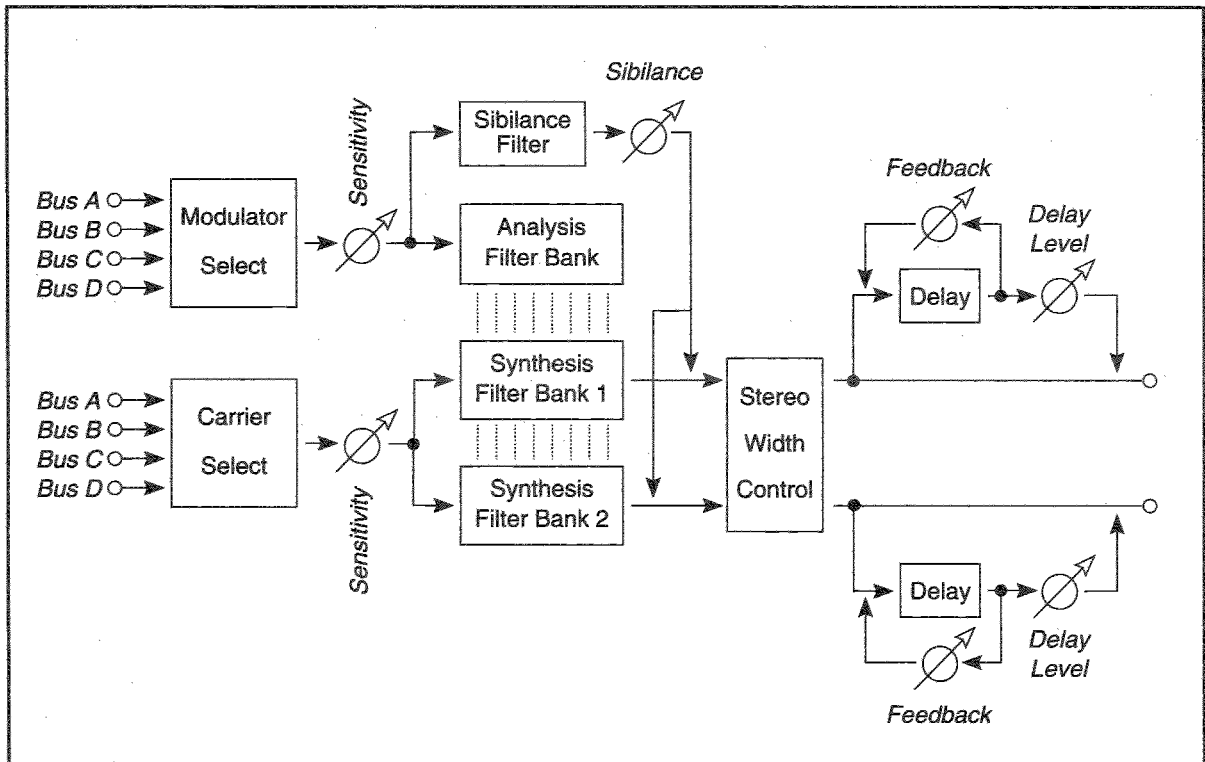 Sibilance
Sensitivity
Sibilance
Filter
Bus A
Bus B
Bus C
Bus D
Modulator
Select
Analysis
Filter Bank
Feedback
Delay
Level
Delay
Bus A
Bus B
Bus C
Bus D
Carrier
Select
Sensitivity
Synthesis
Filter Bank 1
Synthesis
Filter Bank 2
Stereo
Width
Control
Delay
Delay
Level
Feedback